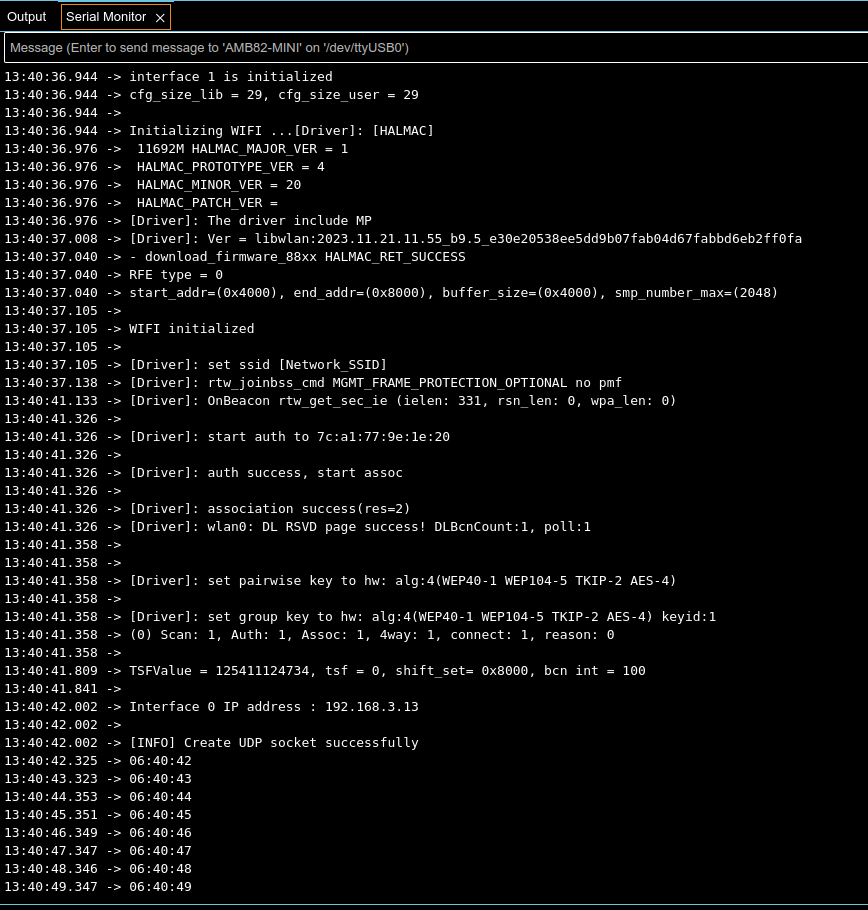 Output Serial Monitor
Message (Enter to send message to 'AMB82-MINI' on '/dev/ttyUSB0')
13:40:36.944 -> interface 1 is initialized
13:40:36.944 -> cfg_size_lib = 29, cfg_size_user = 29
13:40:36.944 ->
13:40:36.944 -> Initializing WIFI ...[Driver]: [HALMAC]
13:40:36.976 ->  11692M HALMAC_MAJOR_VER = 1
13:40:36.976 ->  HALMAC_PROTOTYPE_VER = 4
13:40:36.976 ->  HALMAC_MINOR_VER = 20
13:40:36.976 ->  HALMAC_PATCH_VER =
13:40:36.976 -> [Driver]: The driver include MP
13:40:37.008 -> [Driver]: Ver = libwlan:2023.11.21.11.55_b9.5_e30e20538ee5dd9b07fab04d67fabbd6eb2ff0fa
13:40:37.040 -> - download_firmware_88xx HALMAC_RET_SUCCESS
13:40:37.040 -> RFE type = 0
13:40:37.040 -> start_addr=(0x4000), end_addr=(0x8000), buffer_size=(0x4000), smp_number_max=(2048)
13:40:37.105 ->
13:40:37.105 -> WIFI initialized
13:40:37.105 ->
13:40:37.105 -> [Driver]: set ssid [Network_SSID]
13:40:37.138 -> [Driver]: rtw_joinbss_cmd MGMT_FRAME_PROTECTION_OPTIONAL no pmf
13:40:41.133 -> [Driver]: OnBeacon rtw_get_sec_ie (ielen: 331, rsn_len: 0, wpa_len: 0)
13:40:41.326 ->
13:40:41.326 -> [Driver]: start auth to 7c:a1:77:9e:1e:20
13:40:41.326 ->
13:40:41.326 -> [Driver]: auth success, start assoc
13:40:41.326 ->
13:40:41.326 -> [Driver]: association success(res=2)
13:40:41.326 -> [Driver]: wlan0: DL RSVD page success! DLBcnCount:1, poll:1
13:40:41.358 ->
13:40:41.358 ->
13:40:41.358 -> [Driver]: set pairwise key to hw: alg:4(WEP40-1 WEP104-5 TKIP-2 AES-4)
13:40:41.358 ->
13:40:41.358 -> [Driver]: set group key to hw: alg:4(WEP40-1 WEP104-5 TKIP-2 AES-4) keyid:1
13:40:41.358 -> (0) Scan: 1, Auth: 1, Assoc: 1, 4way: 1, connect: 1, reason: 0
13:40:41.358 ->
13:40:41.809 -> TSFValue = 125411124734, tsf = 0, shift_set= 0x8000, bcn int = 100
13:40:41.841 ->
13:40:42.002 -> Interface 0 IP address : 192.168.3.13
13:40:42.002 ->
13:40:42.002 -> [INFO] Create UDP socket successfully
13:40:42.325 -> 06:40:42
13:40:43.323 -> 06:40:43
13:40:44.353 -> 06:40:44
13:40:45.351 -> 06:40:45
13:40:46.349 -> 06:40:46
13:40:47.347 -> 06:40:47
13:40:48.346 -> 06:40:48
13:40:49.347 -> 06:40:49